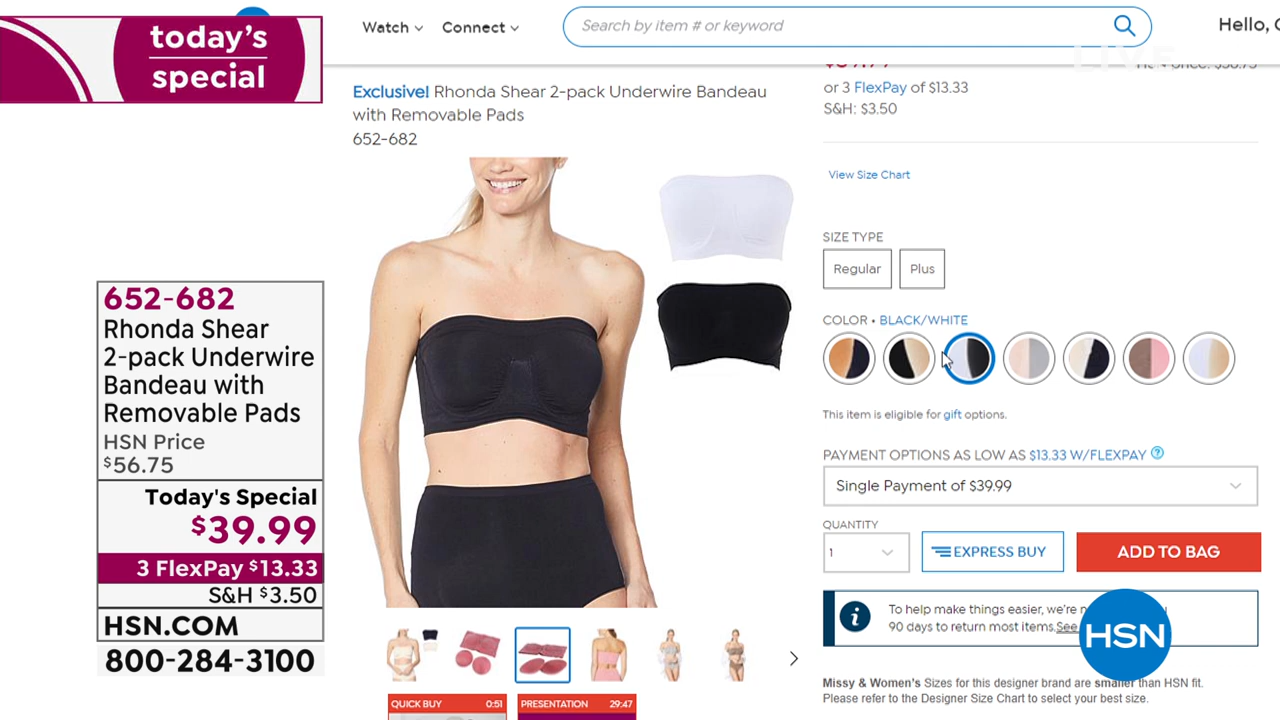 today's
special
Watch
Connect
Search by item # or keyword
Hello,
LIVE
HSN Price: $56.75
or 3 FlexPay of $13.33
S&H: $3.50
Exclusive! Rhonda Shear 2-pack Underwire Bandeau
with Removable Pads
652-682
View Size Chart
SIZE TYPE
Regular
Plus
COLOR • BLACK/WHITE
This item is eligible for gift options.
PAYMENT OPTIONS AS LOW AS $13.33 W/FLEXPAY ?
Single Payment of $39.99
QUANTITY
1
EXPRESS BUY
ADD TO BAG
To help make things easier, we're
90 days to return most items.See
HSN
Missy & Women's Sizes for this designer brand are smaller than HSN fit.
Please refer to the Designer Size Chart to select your best size.
QUICK BUY 0:51
PRESENTATION 29:47
652-682
Rhonda Shear
2-pack Underwire
Bandeau with
Removable Pads
HSN Price
$56.75
Today's Special
$39.99
3 FlexPay $13.33
S&H $3.50
HSN.COM
800-284-3100